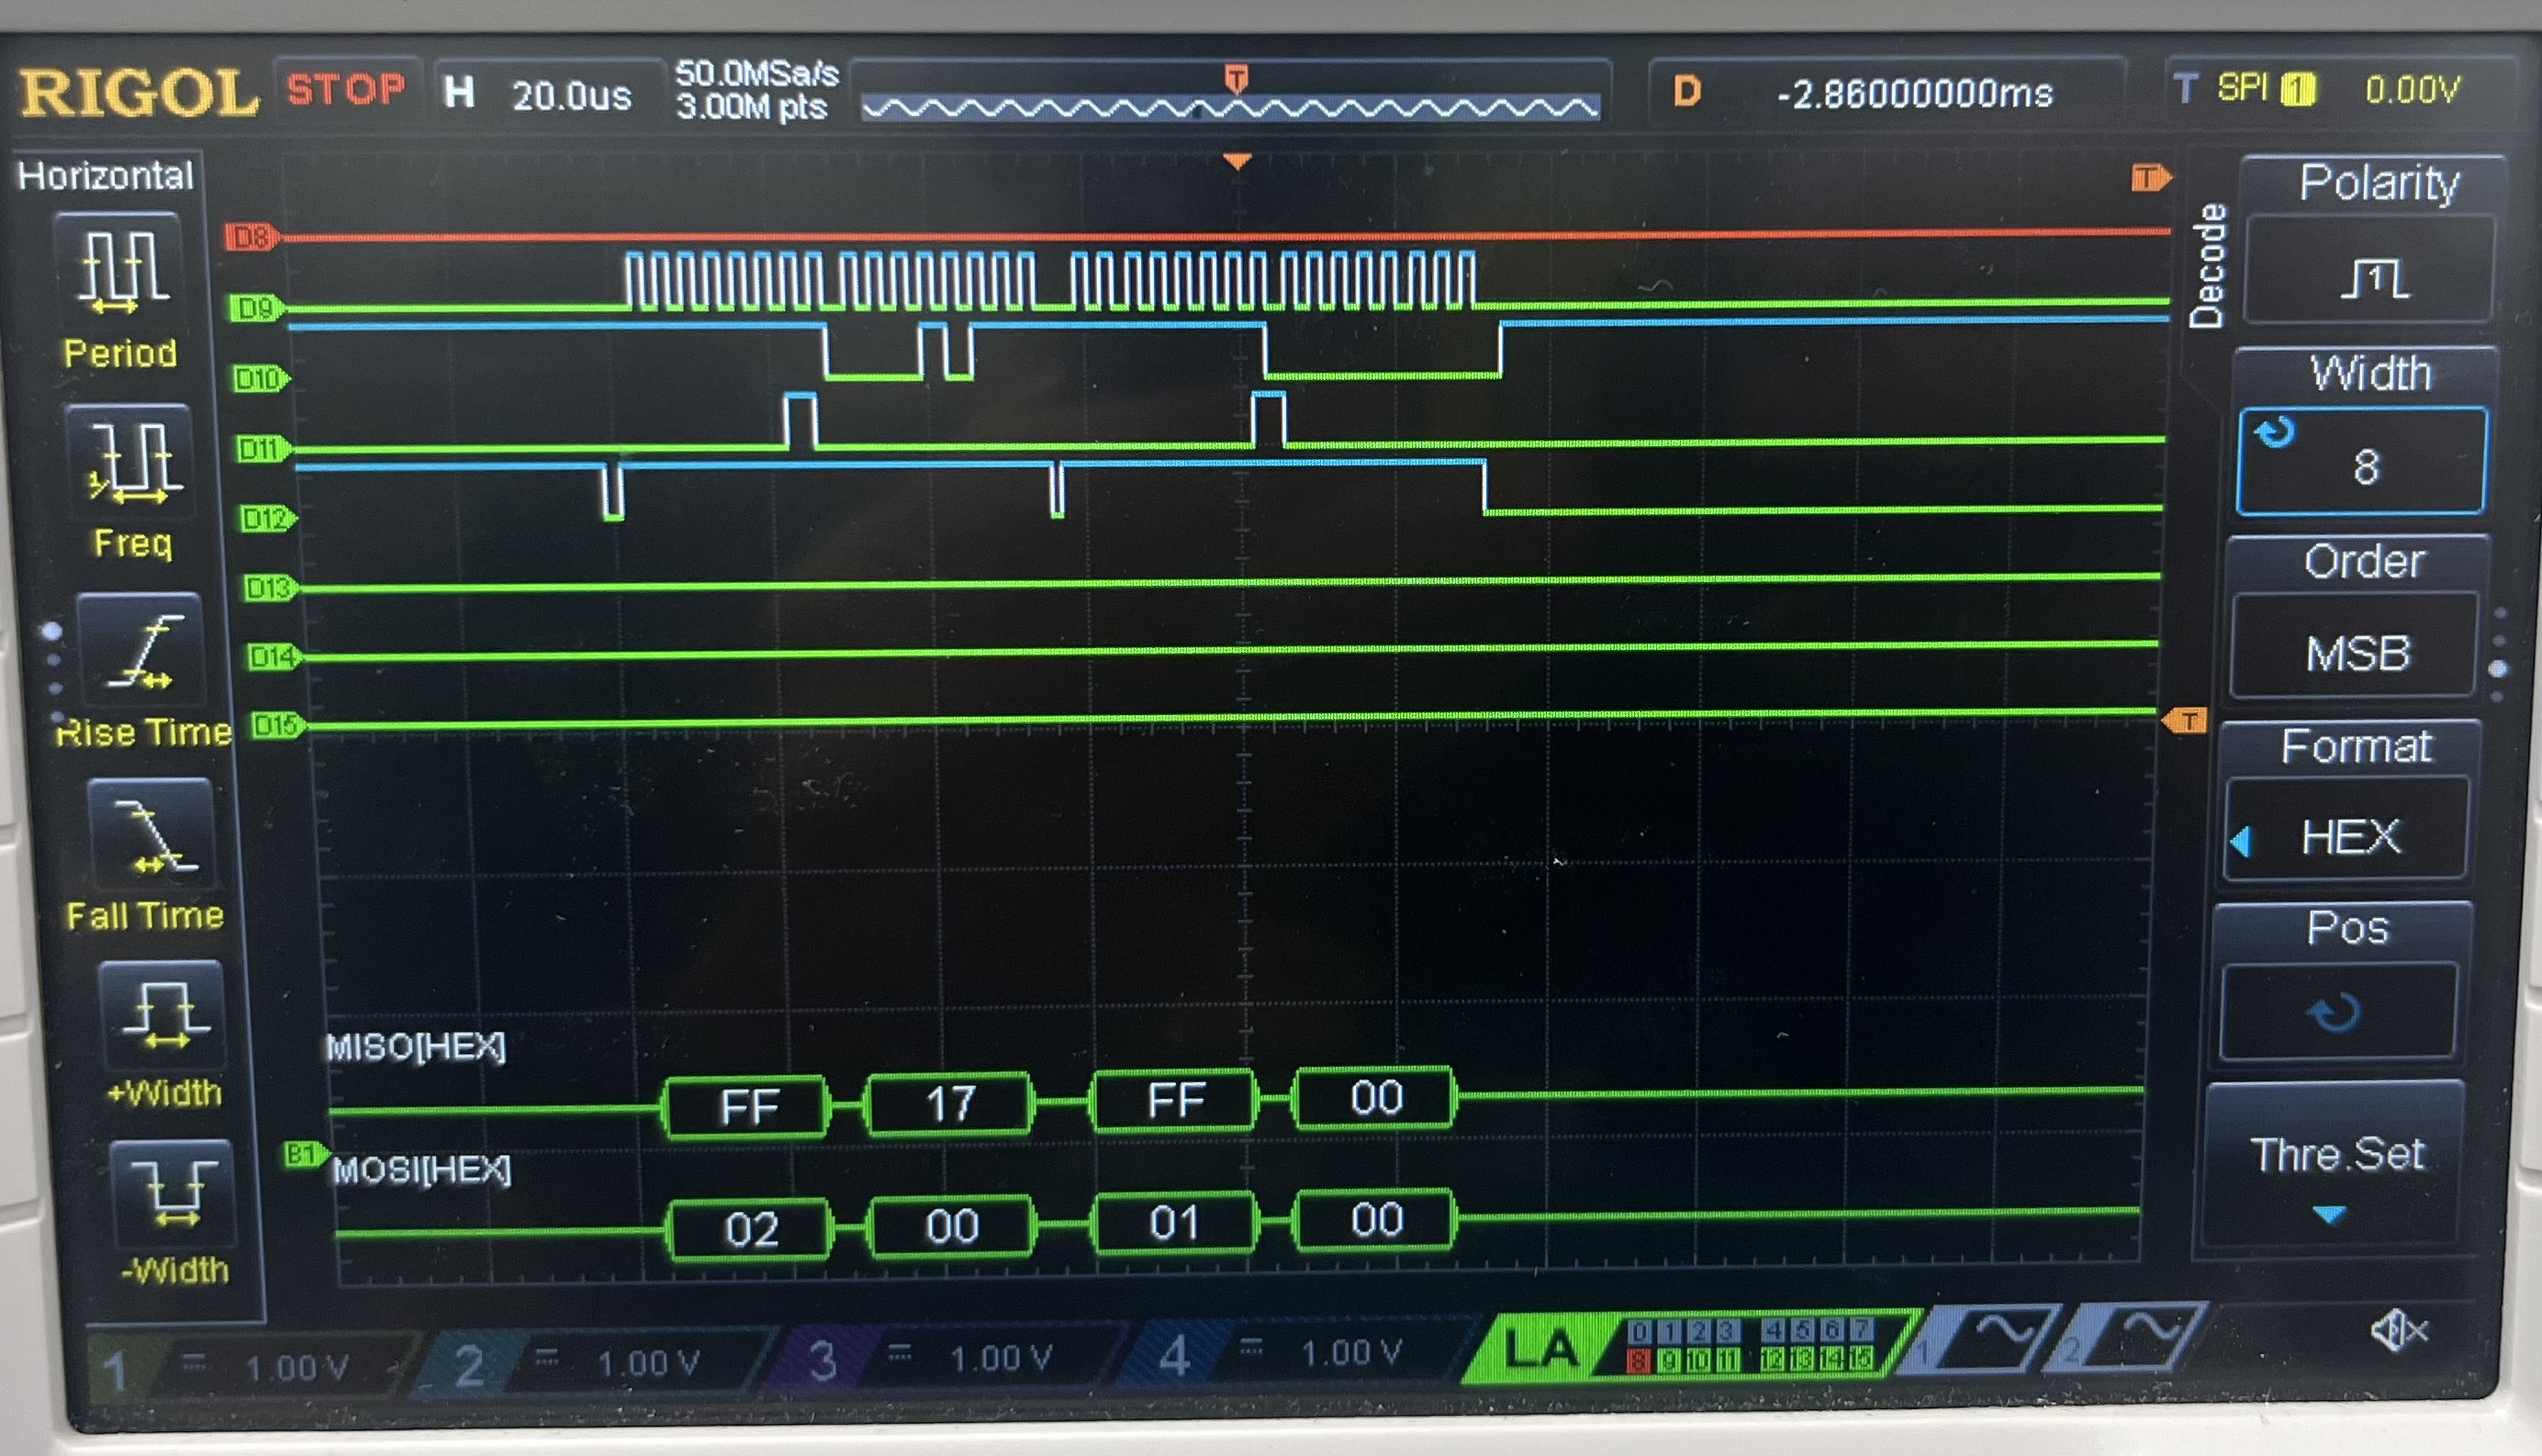 RIGOL STOP H 20.0us 50.0MSa/s 3.00M pts T D -2.86000000ms T SPI 1 0.00V
Horizontal
Period
Freq
Rise Time
Fall Time
+Width
-Width
T
D8
D9
D10
D11
D12
D13
D14
D15
T
MISO[HEX]
FF 17 FF 00
B1
MOSI[HEX]
02 00 01 00
Decode
Polarity
1
Width
8
Order
MSB
Format
HEX
Pos
Thre.Set
1 1.00 V 2 1.00 V 3 1.00 V 4 1.00 V LA 0 1 2 3 4 5 6 7 1 2
8 9 10 11 12 13 14 15